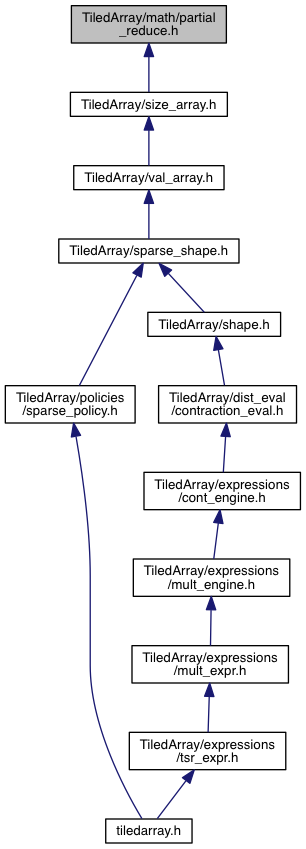 TiledArray/math/partial
_reduce.h
TiledArray/size_array.h
TiledArray/val_array.h
TiledArray/sparse_shape.h
TiledArray/shape.h
TiledArray/policies
/sparse_policy.h
TiledArray/dist_eval
/contraction_eval.h
TiledArray/expressions
/cont_engine.h
TiledArray/expressions
/mult_engine.h
TiledArray/expressions
/mult_expr.h
TiledArray/expressions
/tsr_expr.h
tiledarray.h